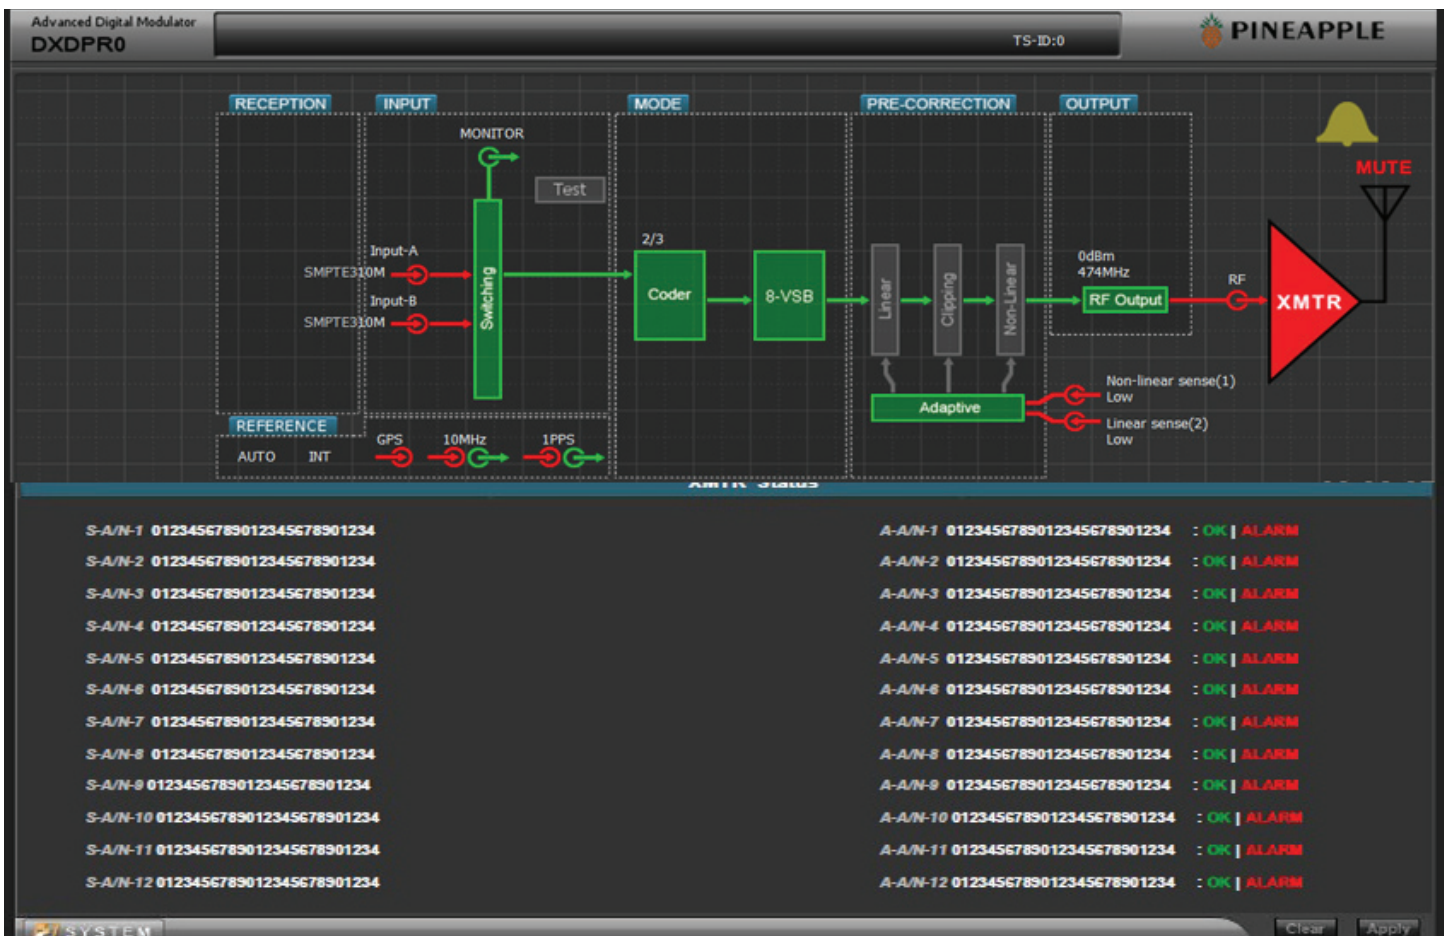 Advanced Digital Modulator
DXDPR0
TS-ID:0
PINEAPPLE
RECEPTION
INPUT
MODE
PRE-CORRECTION
OUTPUT
MONITOR
MUTE
Test
2/3
Input-A
SMPTE310M
Input-B
SMPTE310M
Switching
Coder
8-VSB
Linear
Clipping
Non-Linear
0dBm
474MHz
RF Output
RF
XMTR
Adaptive
Non-linear sense(1)
Low
Linear sense(2)
Low
REFERENCE
AUTO INT
GPS 10MHz 1PPS
XMTR Status
S-A/N-1 0123456789012345678901234
A-A/N-1 0123456789012345678901234 : OK | ALARM
S-A/N-2 0123456789012345678901234
A-A/N-2 0123456789012345678901234 : OK | ALARM
S-A/N-3 0123456789012345678901234
A-A/N-3 0123456789012345678901234 : OK | ALARM
S-A/N-4 0123456789012345678901234
A-A/N-4 0123456789012345678901234 : OK | ALARM
S-A/N-5 0123456789012345678901234
A-A/N-5 0123456789012345678901234 : OK | ALARM
S-A/N-6 0123456789012345678901234
A-A/N-6 0123456789012345678901234 : OK | ALARM
S-A/N-7 0123456789012345678901234
A-A/N-7 0123456789012345678901234 : OK | ALARM
S-A/N-8 0123456789012345678901234
A-A/N-8 0123456789012345678901234 : OK | ALARM
S-A/N-9 0123456789012345678901234
A-A/N-9 0123456789012345678901234 : OK | ALARM
S-A/N-10 0123456789012345678901234
A-A/N-10 0123456789012345678901234 : OK | ALARM
S-A/N-11 0123456789012345678901234
A-A/N-11 0123456789012345678901234 : OK | ALARM
S-A/N-12 0123456789012345678901234
A-A/N-12 0123456789012345678901234 : OK | ALARM
SYSTEM
Clear
Apply